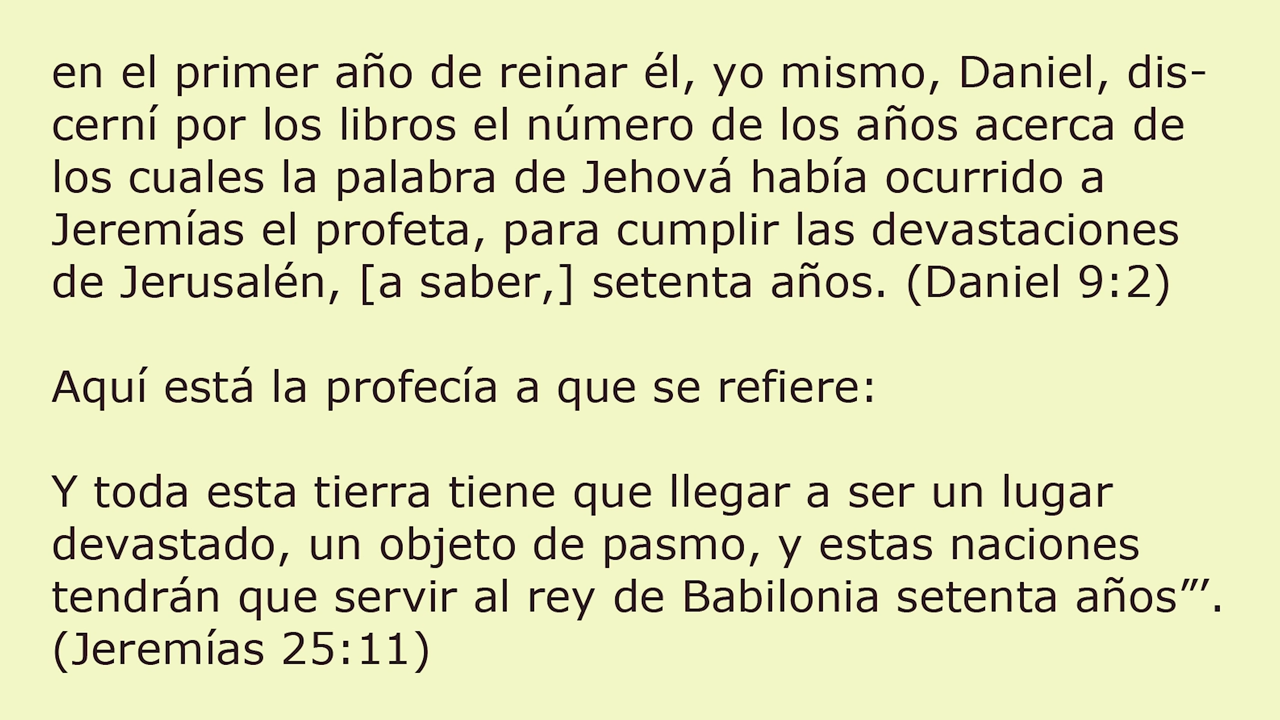 en el primer año de reinar él, yo mismo, Daniel, dis-
cerní por los libros el número de los años acerca de
los cuales la palabra de Jehová había ocurrido a
Jeremías el profeta, para cumplir las devastaciones
de Jerusalén, [a saber,] setenta años. (Daniel 9:2)
Aquí está la profecía a que se refiere:
Y toda esta tierra tiene que llegar a ser un lugar
devastado, un objeto de pasmo, y estas naciones
tendrán que servir al rey de Babilonia setenta años”’.
(Jeremías 25:11)